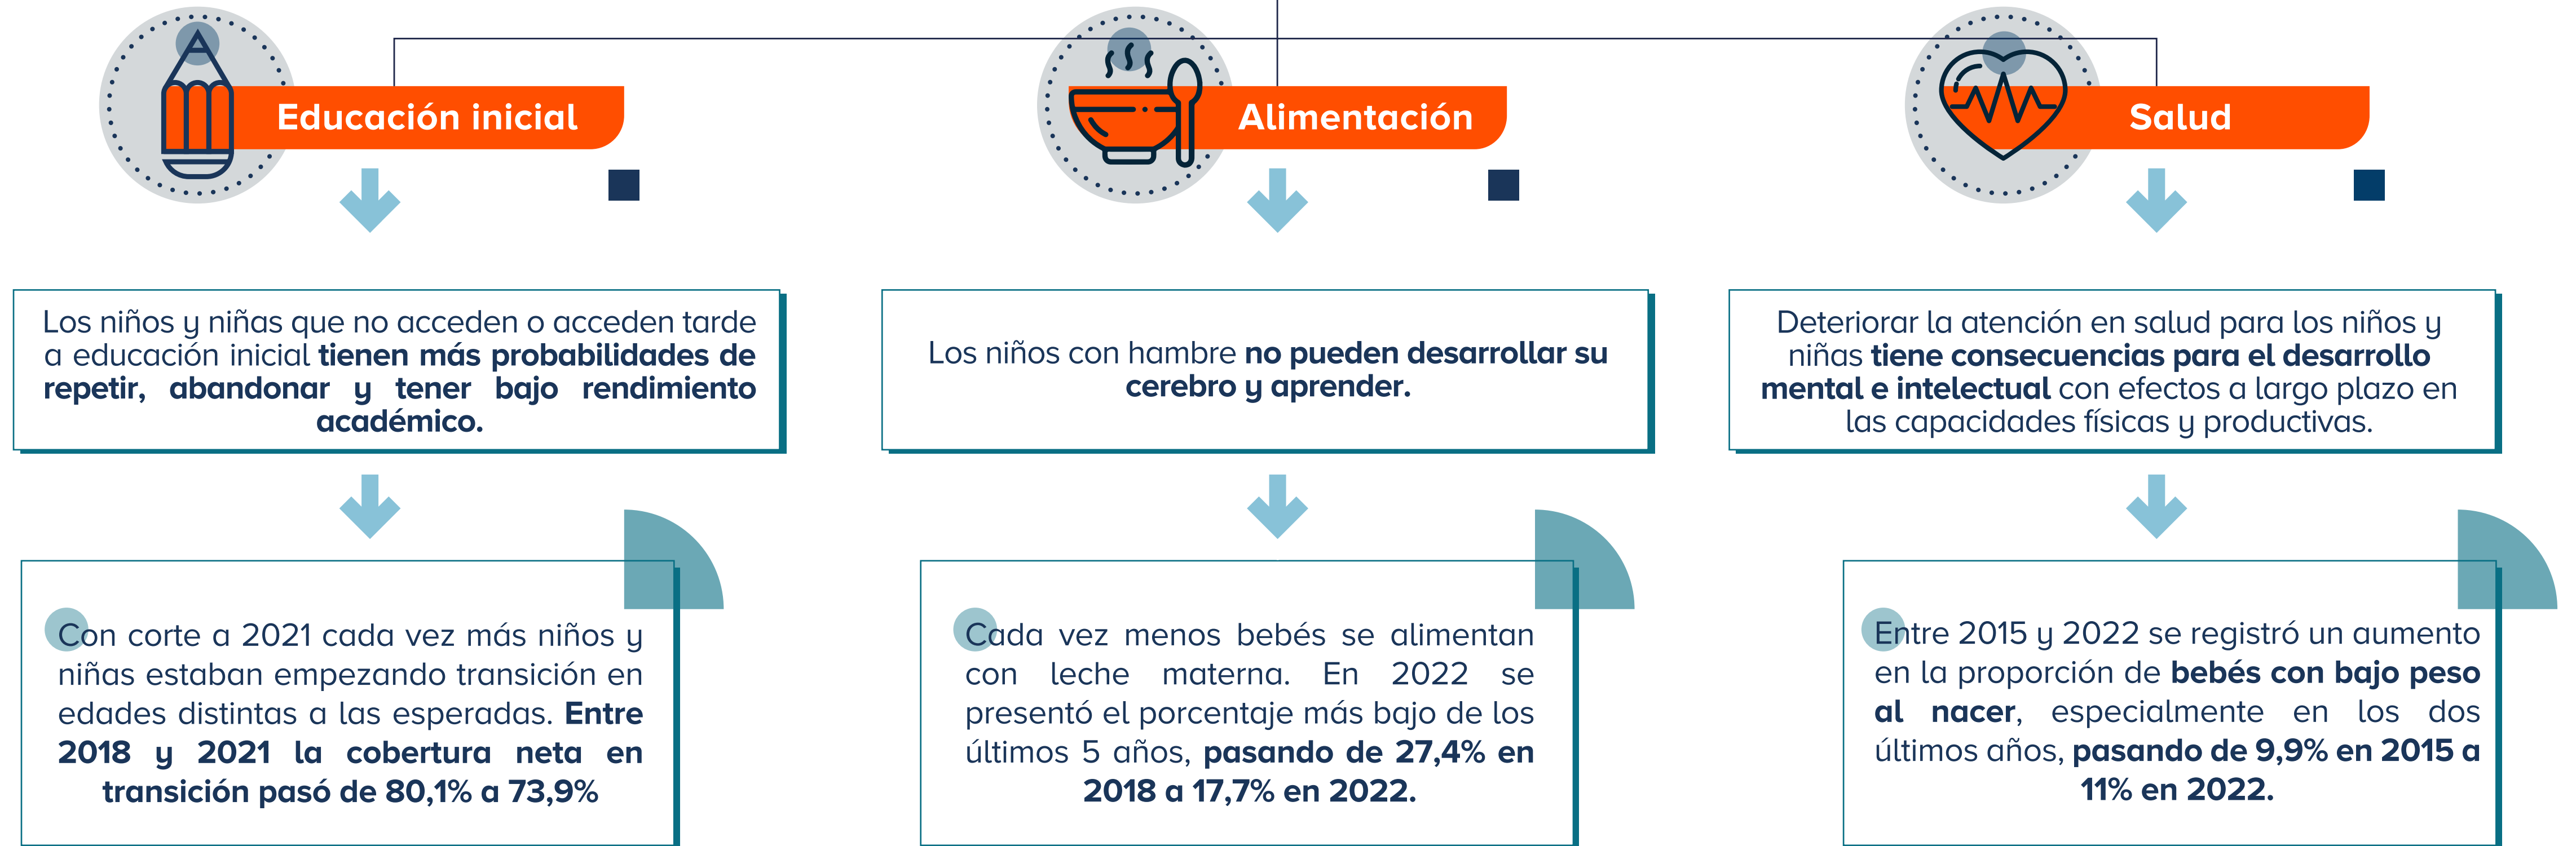 Educación inicial
Los niños y niñas que no acceden o acceden tarde
a educación inicial tienen más probabilidades de
repetir, abandonar y tener bajo rendimiento
académico.
Con corte a 2021 cada vez más niños y
niñas estaban empezando transición en
edades distintas a las esperadas. Entre
2018 y 2021 la cobertura neta en
transición pasó de 80,1% a 73,9%
Alimentación
Los niños con hambre no pueden desarrollar su
cerebro y aprender.
Cada vez menos bebés se alimentan
con leche materna. En 2022 se
presentó el porcentaje más bajo de los
últimos 5 años, pasando de 27,4% en
2018 a 17,7% en 2022.
Salud
Deteriorar la atención en salud para los niños y
niñas tiene consecuencias para el desarrollo
mental e intelectual con efectos a largo plazo en
las capacidades físicas y productivas.
Entre 2015 y 2022 se registró un aumento
en la proporción de bebés con bajo peso
al nacer, especialmente en los dos
últimos años, pasando de 9,9% en 2015 a
11% en 2022.